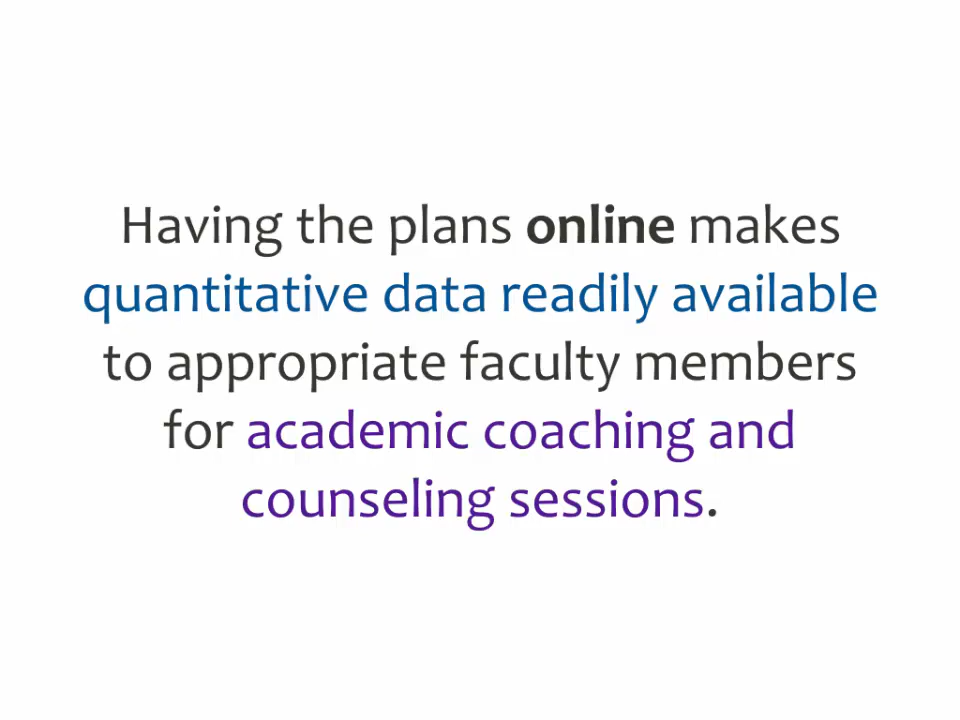 Having the plans online makes
quantitative data readily available
to appropriate faculty members
for academic coaching and
counseling sessions.